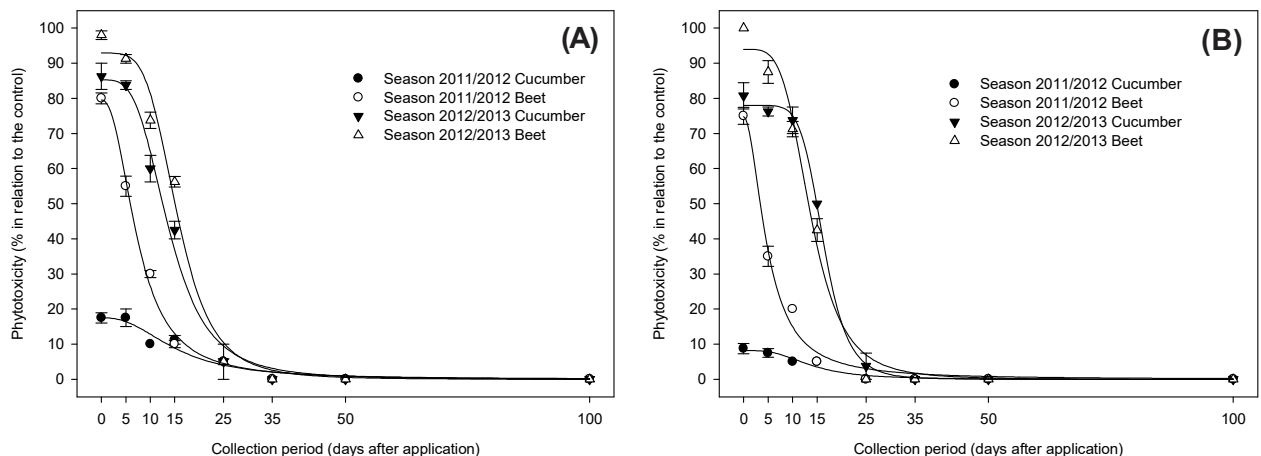 (A)
Phytotoxicity (% in relation to the control)
100
90
80
70
60
50
40
30
20
10
0
Season 2011/2012 Cucumber
Season 2011/2012 Beet
Season 2012/2013 Cucumber
Season 2012/2013 Beet
0 5 10 15 25 35 50 100
Collection period (days after application)
(B)
Phytotoxicity (% in relation to the control)
100
90
80
70
60
50
40
30
20
10
0
Season 2011/2012 Cucumber
Season 2011/2012 Beet
Season 2012/2013 Cucumber
Season 2012/2013 Beet
0 5 10 15 25 35 50 100
Collection period (days after application)